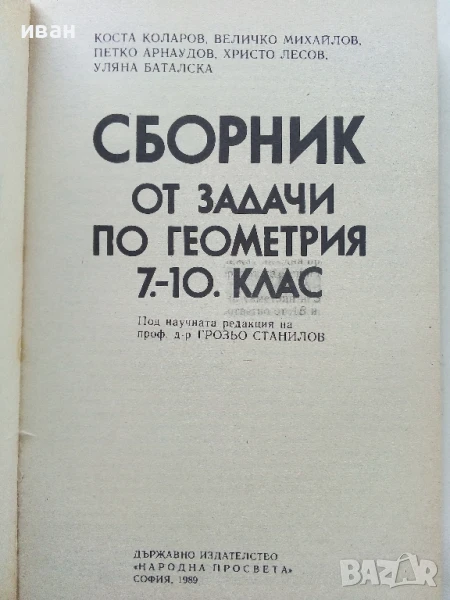 иван
КОСТА КОЛАРОВ, ВЕЛИЧКО МИХАЙЛОВ,
ПЕТКО АРНАУДОВ, ХРИСТО ЛЕСОВ,
УЛЯНА БАТАЛСКА
СБОРНИК
ОТ ЗАДАЧИ
ПО ГЕОМЕТРИЯ
7.—10. КЛАС
Под научната редакция на
проф. д-р ГРОЗЬО СТАНИЛОВ
ДЪРЖАВНО ИЗДАТЕЛСТВО
«НАРОДНА ПРОСВЕТА»
СОФИЯ, 1989
BAZAR